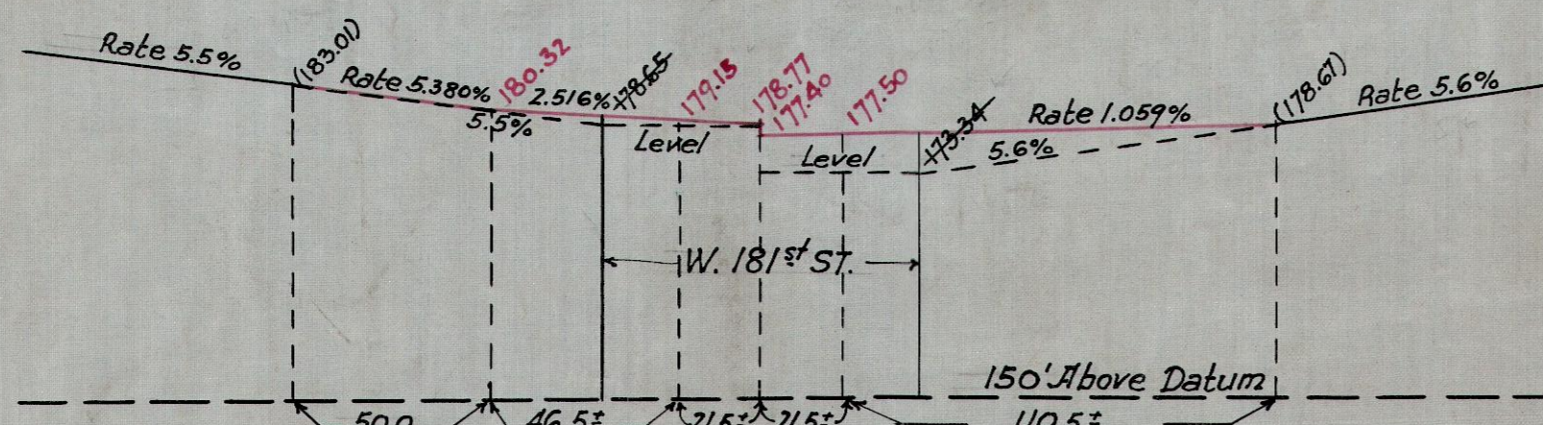 Rate 5.5%
(183.01)
Rate 5.380%
180.32
2.516%
178.65
179.15
178.77
177.40
177.50
173.34
Rate 1.059%
(178.67)
Rate 5.6%
5.5%
Level
Level
5.6%
W. 181st St.
150' Above Datum
50.0 46.5± 21.5± 21.5± 110.5±